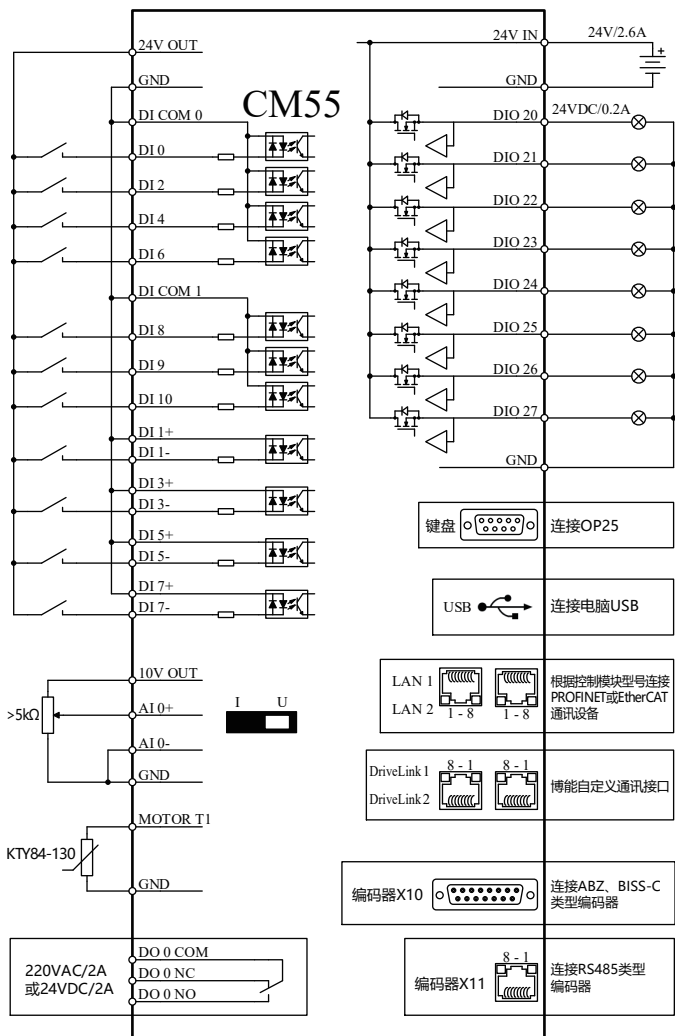 CM55
24V OUT
GND
DI COM 0
DI 0
DI 2
DI 4
DI 6
DI COM 1
DI 8
DI 9
DI 10
DI 1+
DI 1-
DI 3+
DI 3-
DI 5+
DI 5-
DI 7+
DI 7-
10V OUT
>5kΩ
AI 0+
I U
AI 0-
GND
MOTOR T1
KTY84-130
GND
DO 0 COM
220VAC/2A
DO 0 NC
或24VDC/2A
DO 0 NO
24V IN 24V/2.6A
+
GND
DIO 20 24VDC/0.2A
DIO 21
DIO 22
DIO 23
DIO 24
DIO 25
DIO 26
DIO 27
GND
键盘 连接OP25
USB 连接电脑USB
LAN 1
LAN 2
1 - 8 1 - 8
根据控制模块型号连接
PROFINET或EtherCAT
通讯设备
8 - 1 8 - 1
DriveLink1
DriveLink2
博能自定义通讯接口
编码器X10
连接ABZ、BISS-C
类型编码器
8 - 1
编码器X11
连接RS485类型
编码器